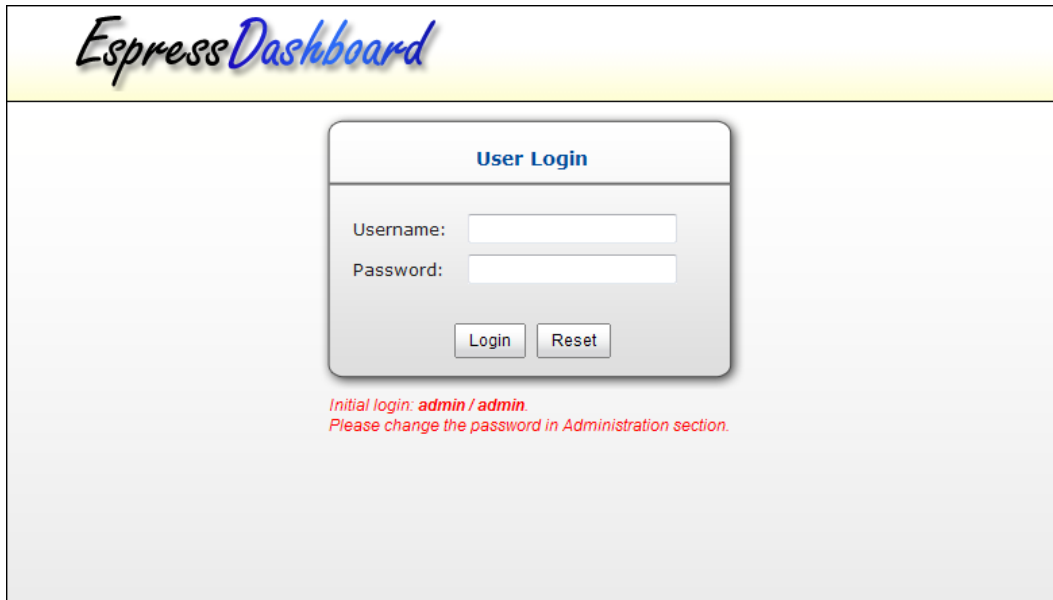 EspressDashboard
User Login
Username:
Password:
Login Reset
Initial login: admin / admin.
Please change the password in Administration section.